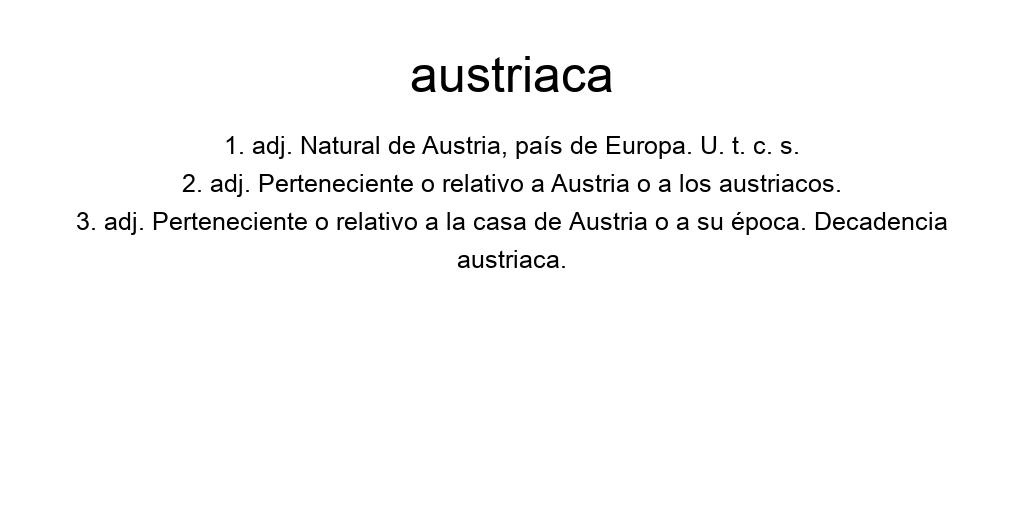 austriaca
1. adj. Natural de Austria, país de Europa. U. t. c. s.
2. adj. Perteneciente o relativo a Austria o a los austriacos.
3. adj. Perteneciente o relativo a la casa de Austria o a su época. Decadencia
austriaca.